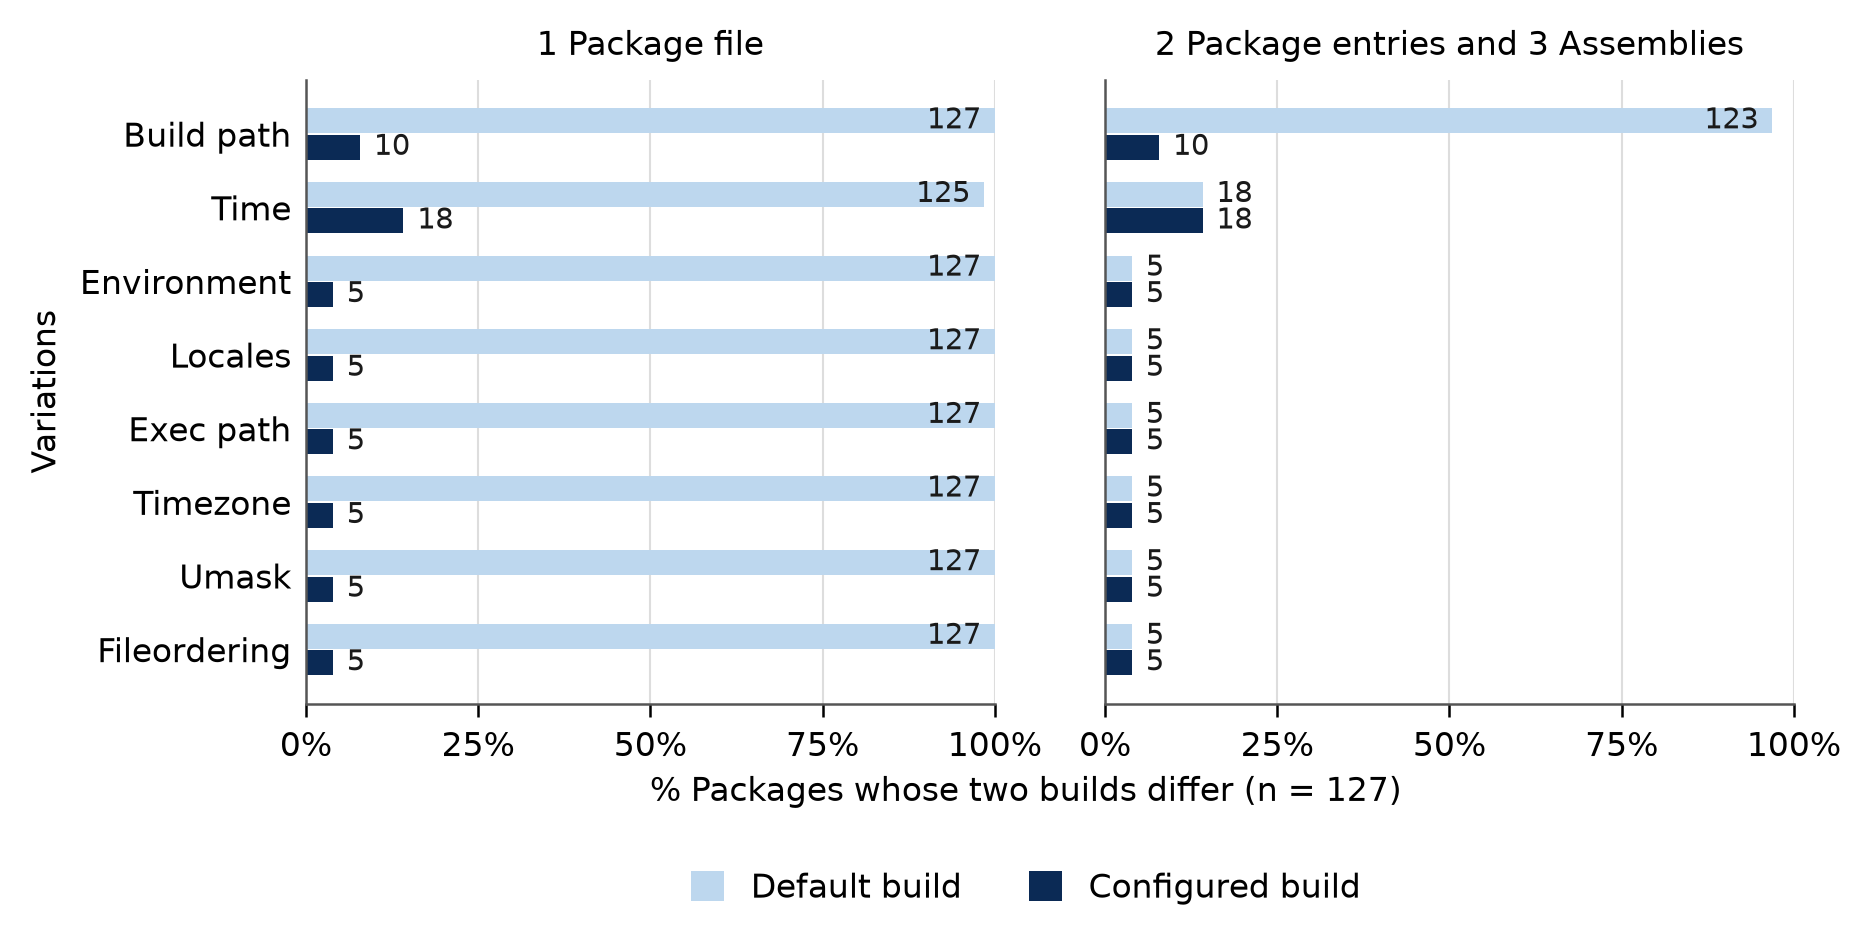 1 Package file
2 Package entries and 3 Assemblies
Variations
Build path 127 123
10 10
Time 125 18
18 18
Environment 127 5
5 5
Locales 127 5
5 5
Exec path 127 5
5 5
Timezone 127 5
5 5
Umask 127 5
5 5
Fileordering 127 5
5 5
0% 25% 50% 75% 100% 0% 25% 50% 75% 100%
% Packages whose two builds differ (n = 127)
Default build Configured build